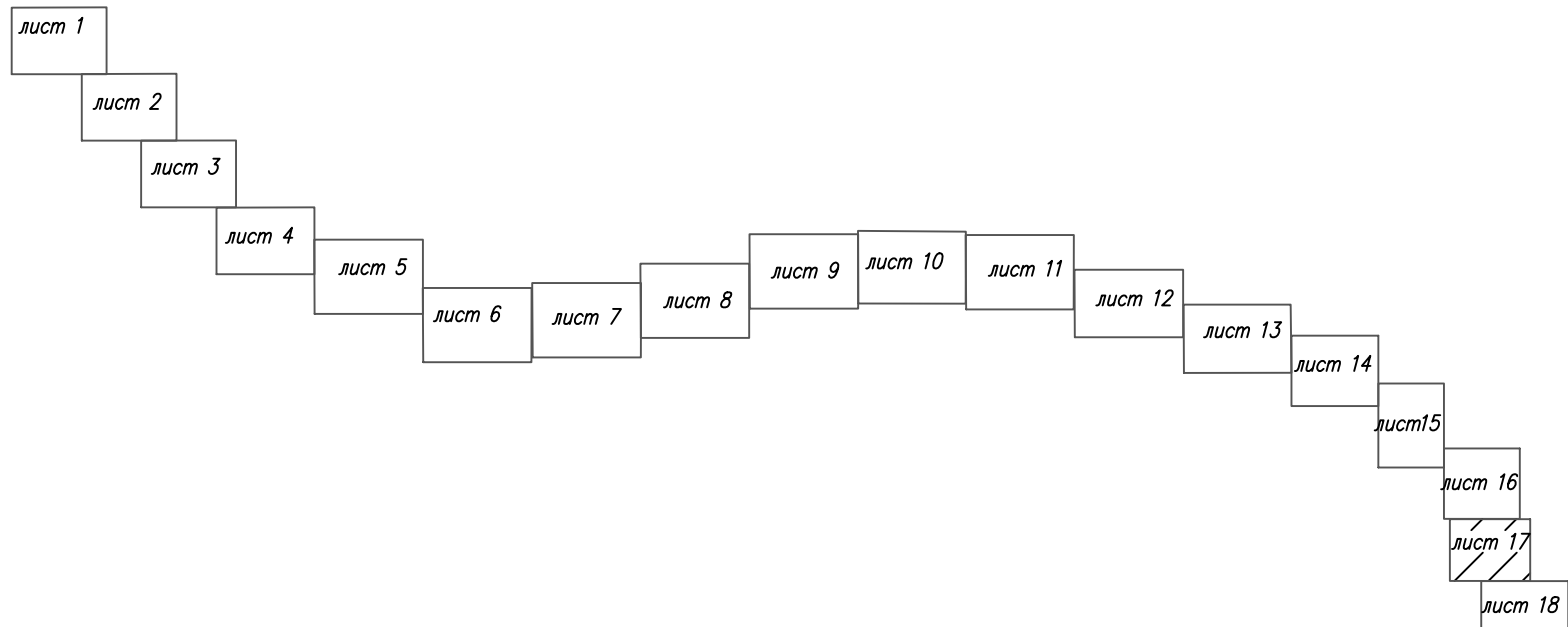 лист 1
лист 2
лист 3
лист 4
лист 5
лист 6
лист 7
лист 8
лист 9
лист 10
лист 11
лист 12
лист 13
лист 14
лист15
лист 16
лист 17
лист 18